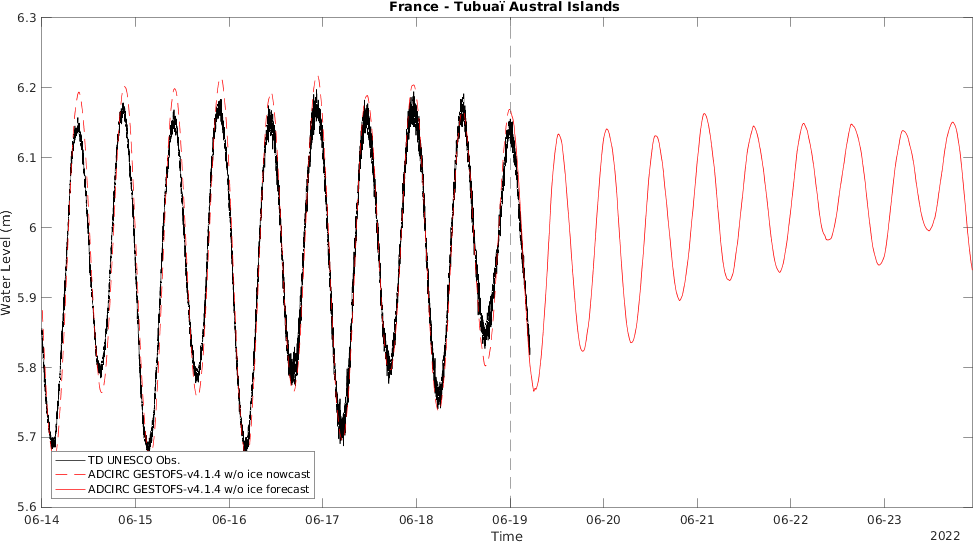 France - Tubuaï Austral Islands
6.3
6.2
6.1
6
5.9
5.8
5.7
5.6
Water Level (m)
TD UNESCO Obs.
ADCIRC GESTOFS-v4.1.4 w/o ice nowcast
ADCIRC GESTOFS-v4.1.4 w/o ice forecast
06-14 06-15 06-16 06-17 06-18 06-19 06-20 06-21 06-22 06-23
Time
2022